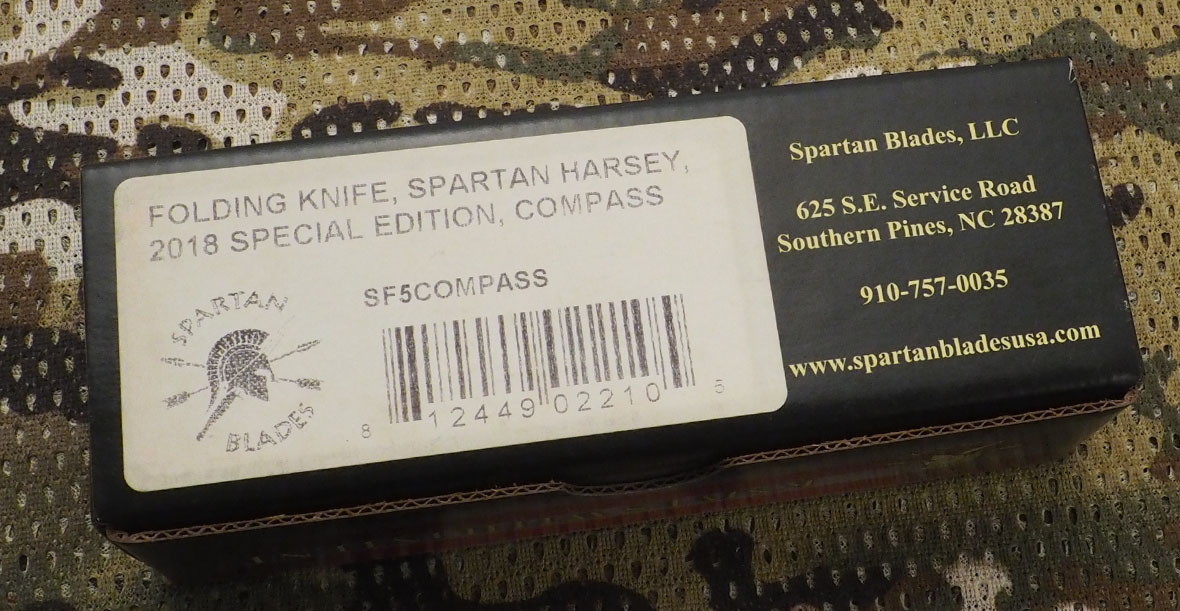 FOLDING KNIFE, SPARTAN HARSEY,
2018 SPECIAL EDITION, COMPASS
SF5COMPASS
SPARTAN
BLADES
8 12449 02210 5
Spartan Blades, LLC
625 S.E. Service Road
Southern Pines, NC 28387
910-757-0035
www.spartanbladesusa.com